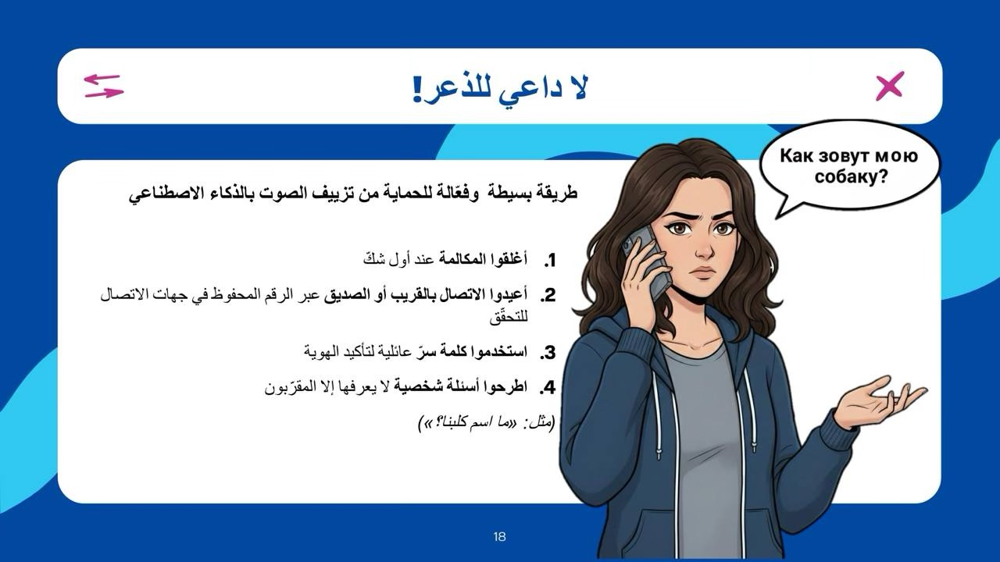 لا داعي للذعر!
Как зовут мою
собаку?
طريقة بسيطة وفعّالة للحماية من تزييف الصوت بالذكاء الاصطناعي
1. أغلقوا المكالمة عند أول شكّ
2. أعيدوا الاتصال بالقريب أو الصديق عبر الرقم المحفوظ في جهات الاتصال
للتحقّق
3. استخدموا كلمة سرّ عائلية لتأكيد الهوية
4. اطرحوا أسئلة شخصية لا يعرفها إلا المقرّبون
(مثل: «ما اسم كلبنا؟»)
18